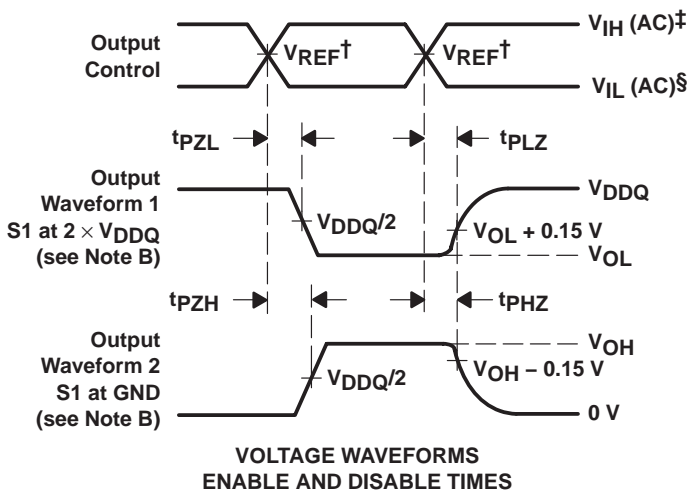 Output
Control
VREF†
VREF†
VIH (AC)‡
VIL (AC)§
tPZL
tPLZ
Output
Waveform 1
S1 at 2 × VDDQ
(see Note B)
VDDQ/2
VDDQ
VOL + 0.15 V
VOL
tPZH
tPHZ
Output
Waveform 2
S1 at GND
(see Note B)
VDDQ/2
VOH
VOH − 0.15 V
0 V
VOLTAGE WAVEFORMS
ENABLE AND DISABLE TIMES